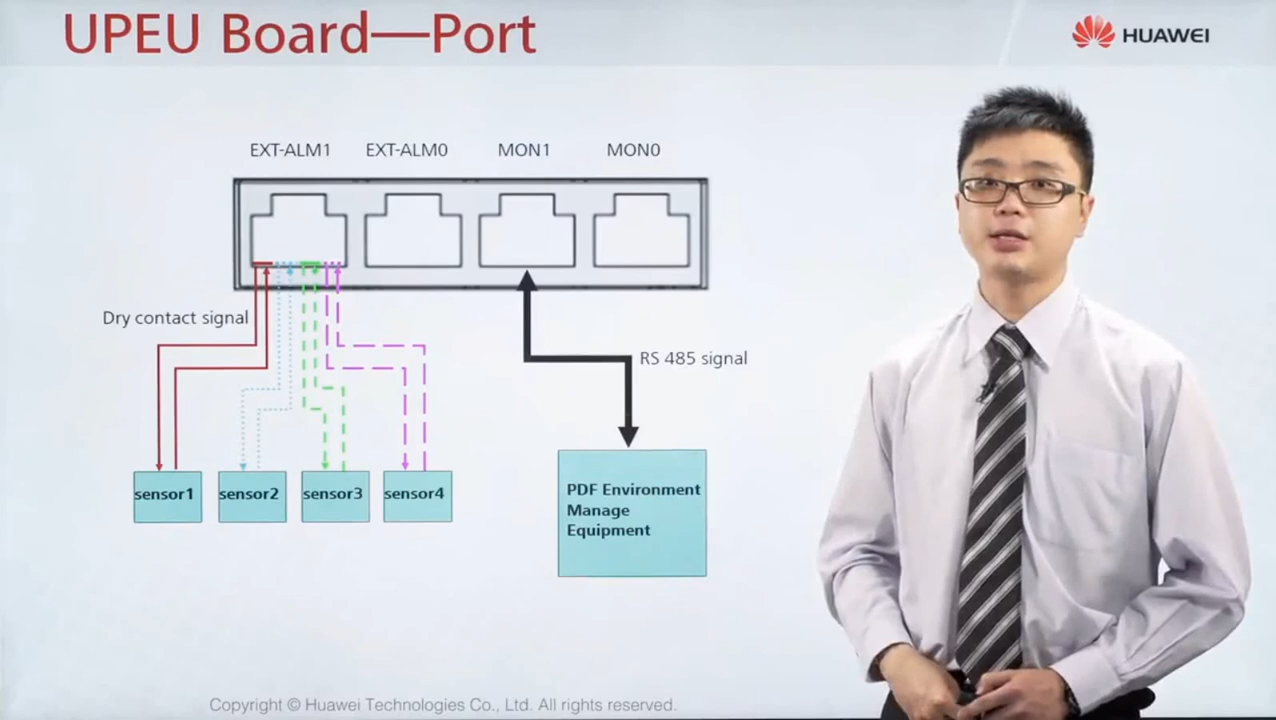 UPEU Board—Port
HUAWEI
EXT-ALM1 EXT-ALM0 MON1 MON0
Dry contact signal
RS 485 signal
sensor1 sensor2 sensor3 sensor4
PDF Environment
Manage
Equipment
Copyright © Huawei Technologies Co., Ltd. All rights reserved.